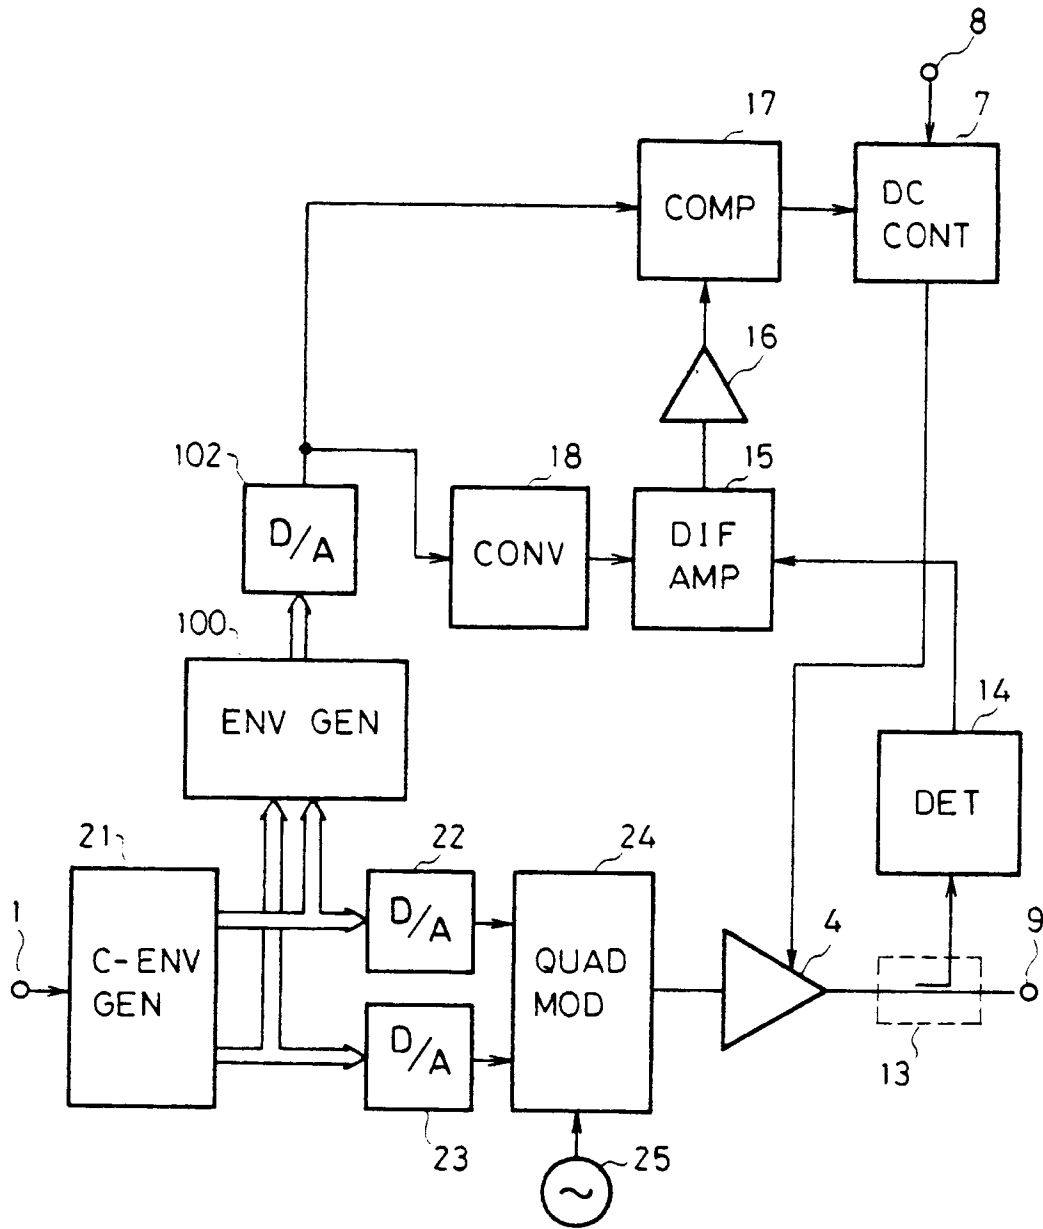 8
17
7
COMP
DC
CONT
16
102
18
15
D/A
CONV
DIF
AMP
100
ENV GEN
14
DET
21
22
24
1
D/A
4
9
C-ENV
GEN
QUAD
MOD
D/A
13
23
25